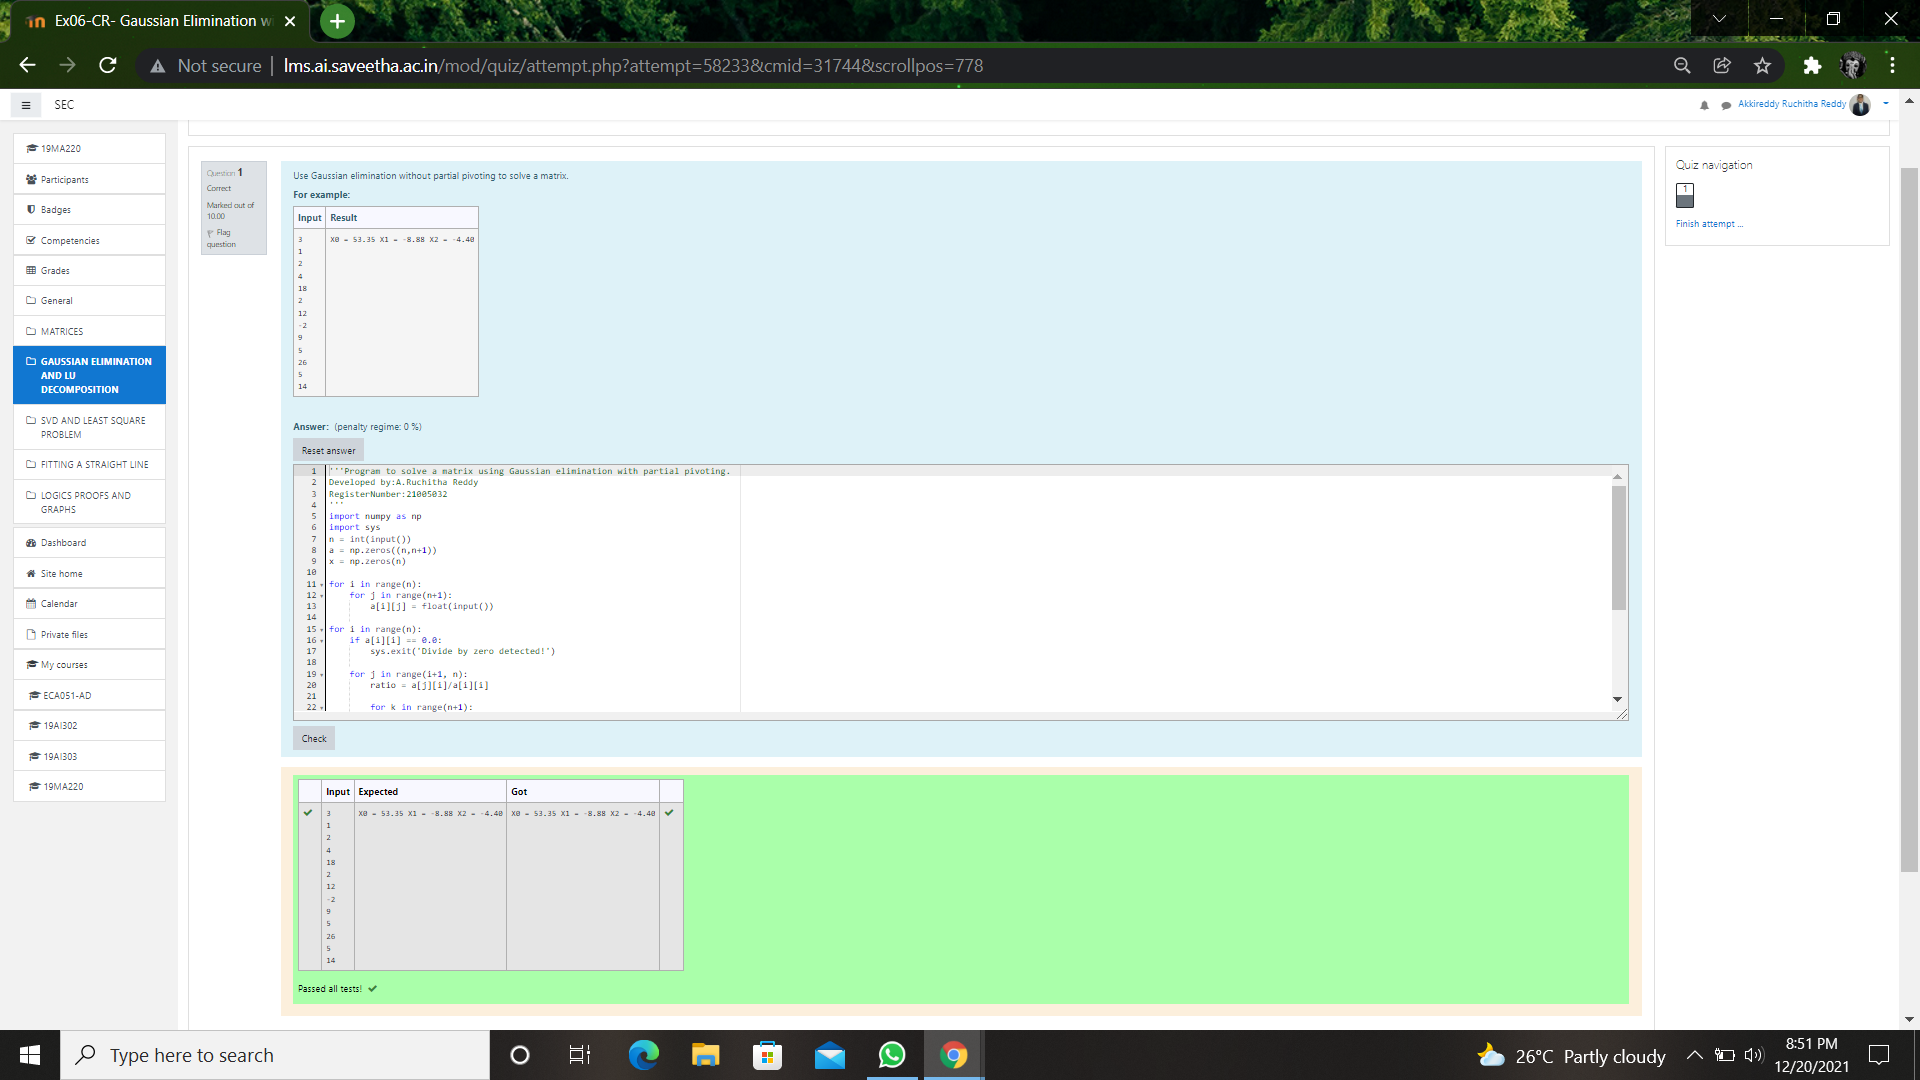 Ex06-CR- Gaussian Elimination wi
Not secure | lms.ai.saveetha.ac.in/mod/quiz/attempt.php?attempt=58233&cmid=31744&scrollpos=778
SEC
Akkireddy Ruchitha Reddy
19MA220
Participants
Badges
Competencies
Grades
General
MATRICES
GAUSSIAN ELIMINATION
AND LU
DECOMPOSITION
SVD AND LEAST SQUARE
PROBLEM
FITTING A STRAIGHT LINE
LOGICS PROOFS AND
GRAPHS
Dashboard
Site home
Calendar
Private files
My courses
ECA051-AD
19AI302
19AI303
19MA220
Question 1
Correct
Marked out of
10.00
Flag
question
Use Gaussian elimination without partial pivoting to solve a matrix.
For example:
Input Result
3 X0 = 53.35 X1 = -8.88 X2 = -4.40
1
2
4
18
2
12
-2
9
5
26
5
14
Answer: (penalty regime: 0 %)
Reset answer
1 '''Program to solve a matrix using Gaussian elimination with partial pivoting.
2 Developed by:A.Ruchitha Reddy
3 RegisterNumber:21005032
4 '''
5 import numpy as np
6 import sys
7 n = int(input())
8 a = np.zeros((n,n+1))
9 x = np.zeros(n)
10
11 for i in range(n):
12 for j in range(n+1):
13 a[i][j] = float(input())
14
15 for i in range(n):
16 if a[i][i] == 0.0:
17 sys.exit('Divide by zero detected!')
18
19 for j in range(i+1, n):
20 ratio = a[j][i]/a[i][i]
21
22 for k in range(n+1):
Check
Input Expected Got
3 X0 = 53.35 X1 = -8.88 X2 = -4.40 X0 = 53.35 X1 = -8.88 X2 = -4.40
1
2
4
18
2
12
-2
9
5
26
5
14
Passed all tests!
Quiz navigation
1
Finish attempt ...
Type here to search
26°C Partly cloudy
8:51 PM
12/20/2021